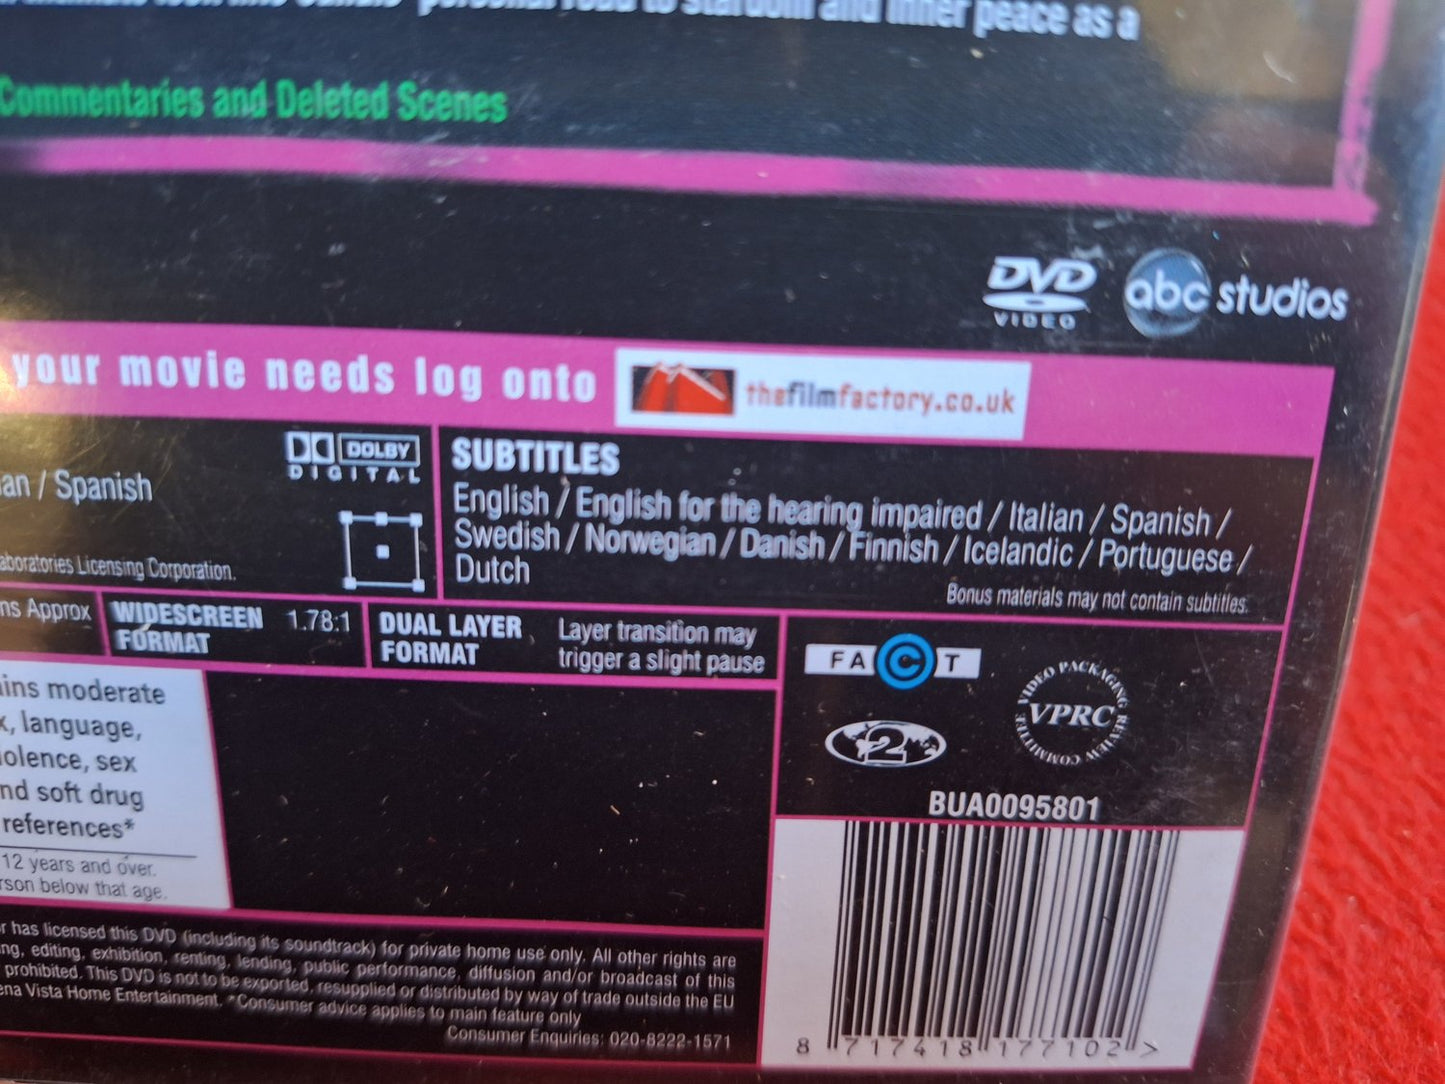 personal road to stardom and inner peace as a
Commentaries and Deleted Scenes
DVD
VIDEO
abc studios
your movie needs log onto
thefilmfactory.co.uk
DOLBY
DIGITAL
SUBTITLES
an / Spanish
English / English for the hearing impaired / Italian / Spanish /
Swedish / Norwegian / Danish / Finnish / Icelandic / Portuguese /
Dutch
aboratories Licensing Corporation.
Bonus materials may not contain subtitles.
ns Approx
WIDESCREEN
FORMAT
1.78:1
DUAL LAYER
FORMAT
Layer transition may
trigger a slight pause
FACT
VIDEO PACKAGING REVIEW COMMITTEE
VPRC
2
ins moderate
x, language,
iolence, sex
nd soft drug
references*
12 years and over.
rson below that age.
BUA0095801
r has licensed this DVD (including its soundtrack) for private home use only. All other rights are
ng, editing, exhibition, renting, lending, public performance, diffusion and/or broadcast of this
prohibited. This DVD is not to be exported, resupplied or distributed by way of trade outside the EU
ena Vista Home Entertainment. *Consumer advice applies to main feature only
Consumer Enquiries: 020-8222-1571
8 717418 177102 >